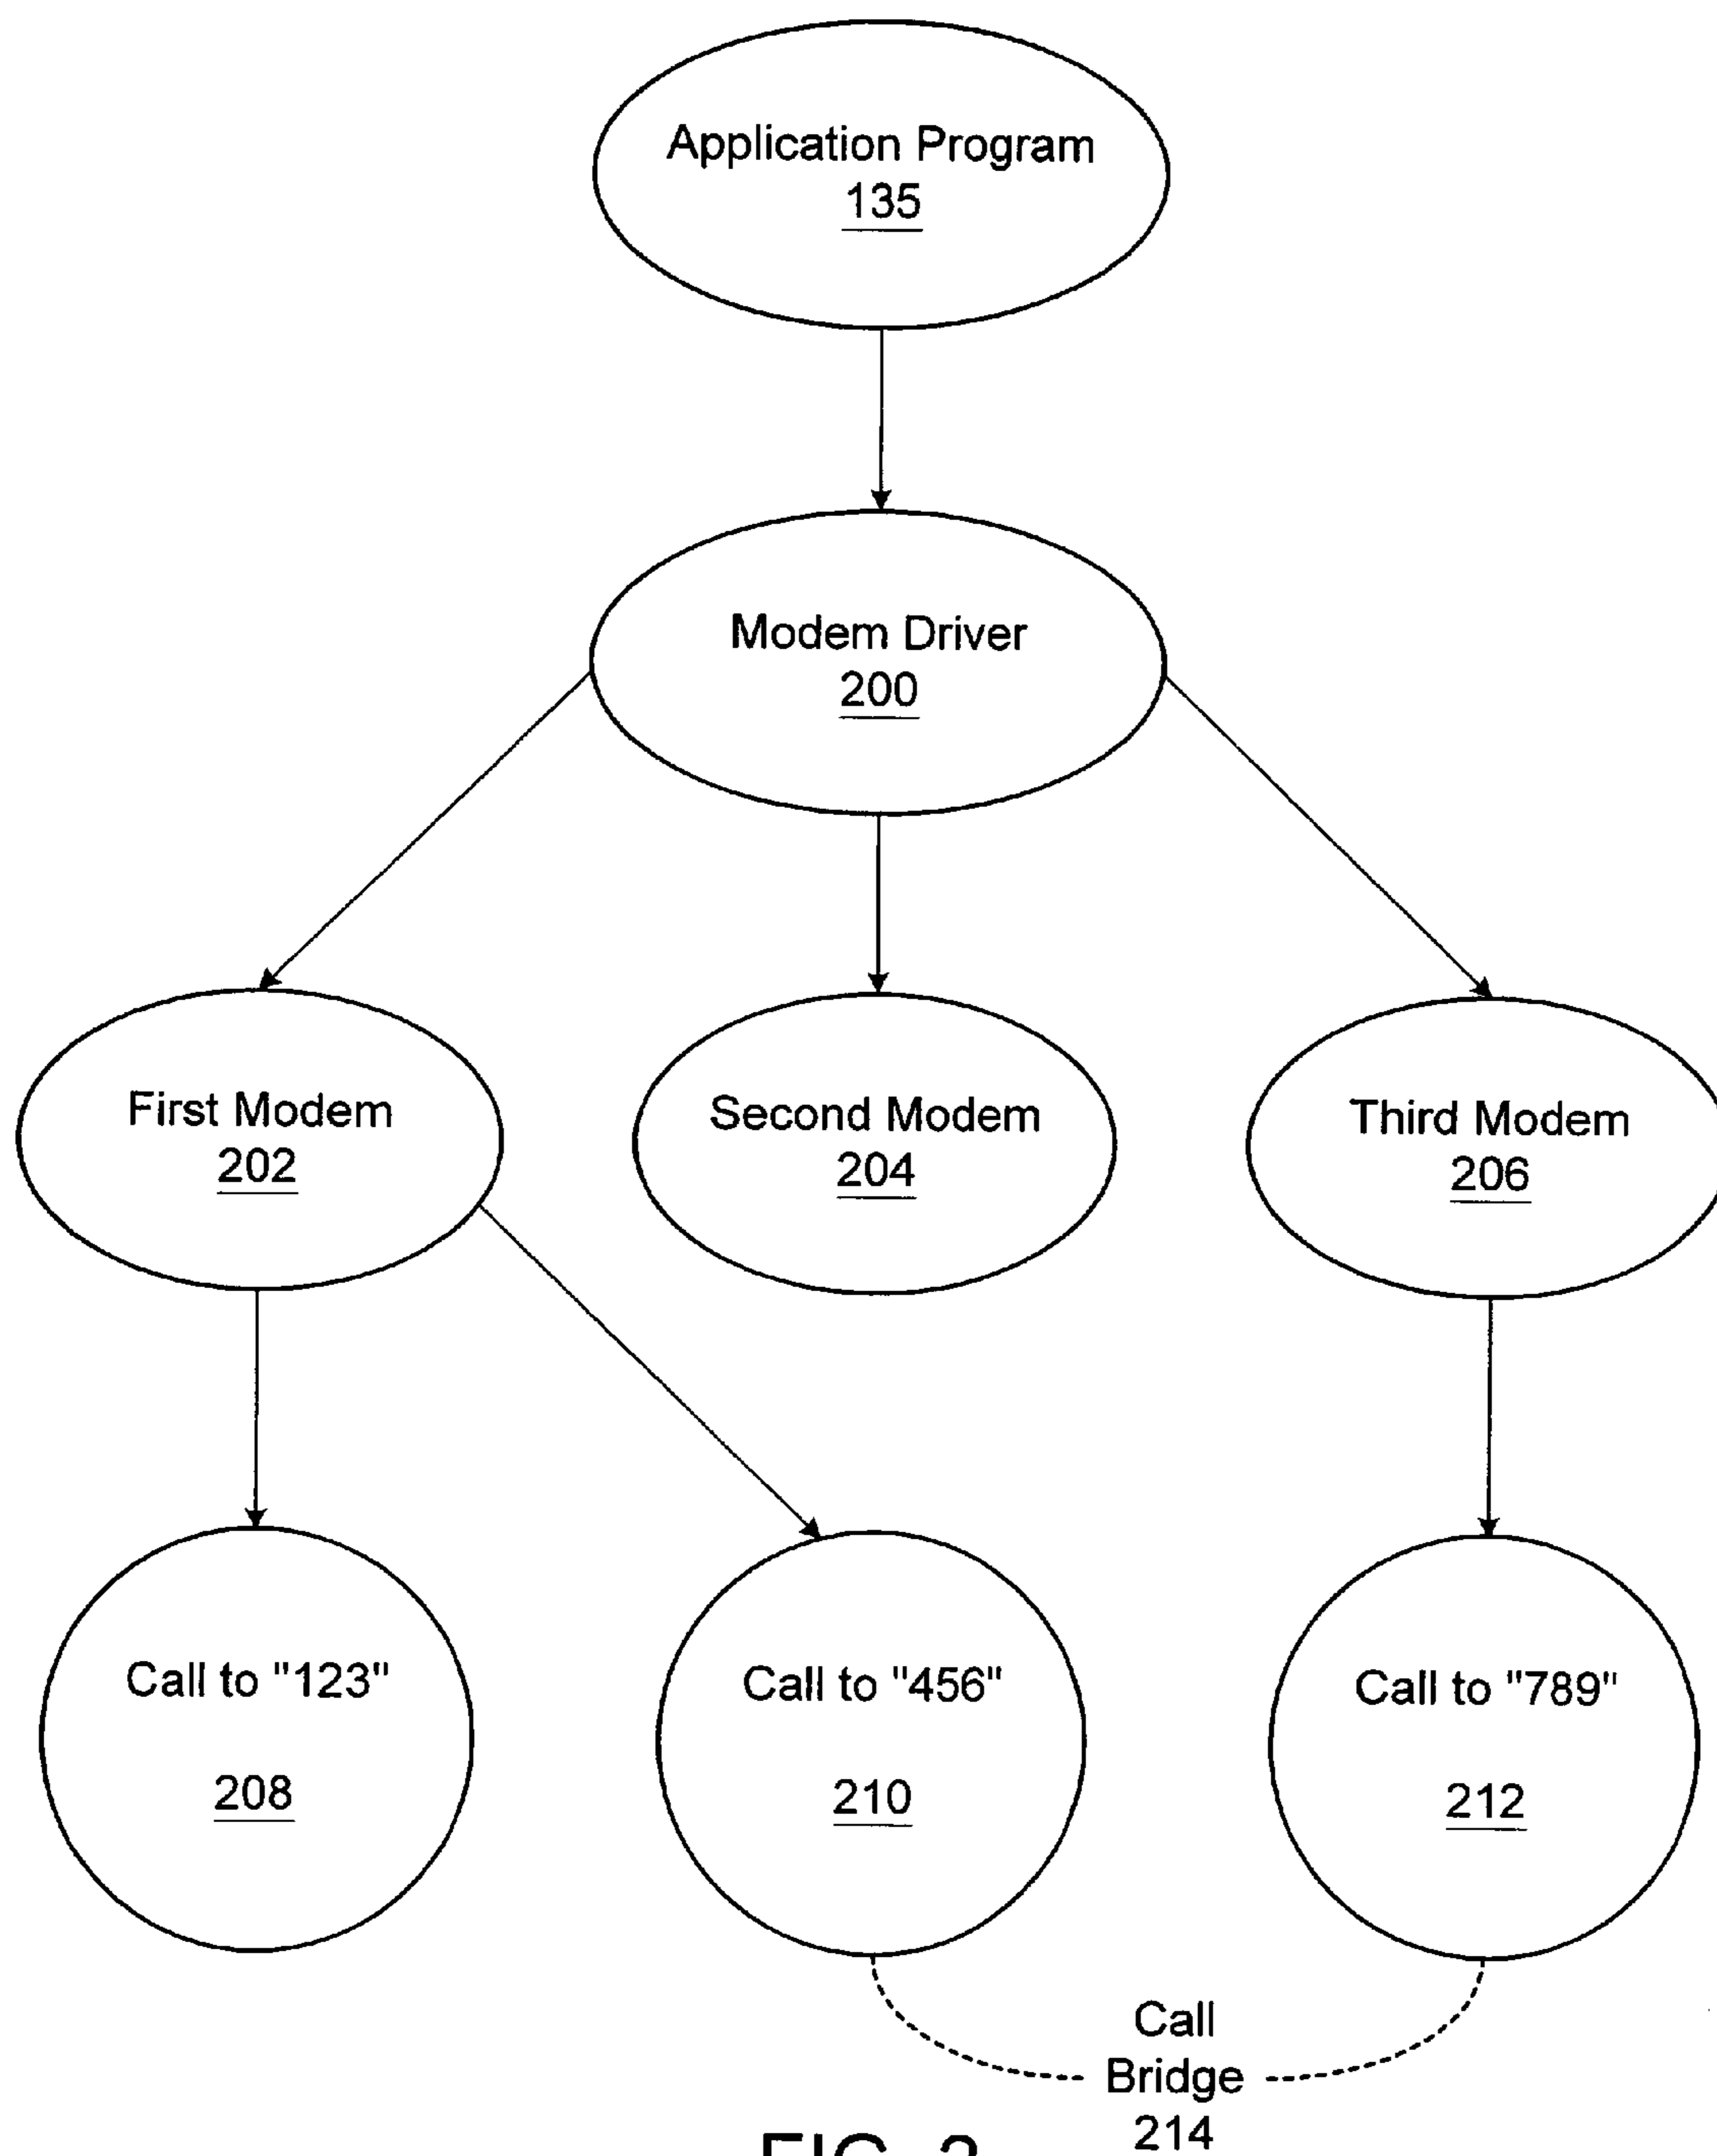 Application Program
135
Modem Driver
200
First Modem
202
Second Modem
204
Third Modem
206
Call to "123"
208
Call to "456"
210
Call to "789"
212
Call
Bridge
214
FIG.